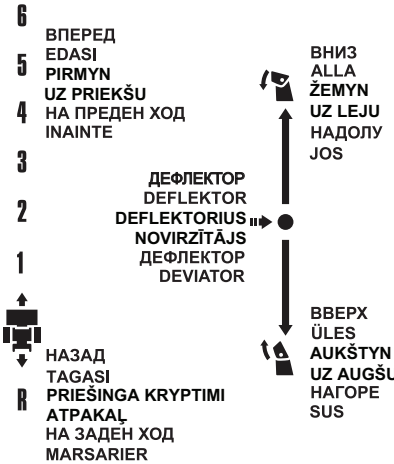 6
ВПЕРЕД
EDASI
5
PIRMYN
UZ PRIEKŠU
4
НА ПРЕДЕН ХОД
INAINTE
3
2
1
R
НАЗАД
TAGASI
PRIEŠINGA KRYPTIMI
ATPAKAĻ
НА ЗАДЕН ХОД
MARSARIER
ДЕФЛЕКТОР
DEFLEKTOR
DEFLEKTORIUS
NOVIRZĪTĀJS
ДЕФЛЕКТОР
DEVIATOR
ВНИЗ
ALLA
ŽEMYN
UZ LEJU
НАДОЛУ
JOS
ВВЕРХ
ÜLES
AUKŠTYN
UZ AUGŠU
НАГОРЕ
SUS